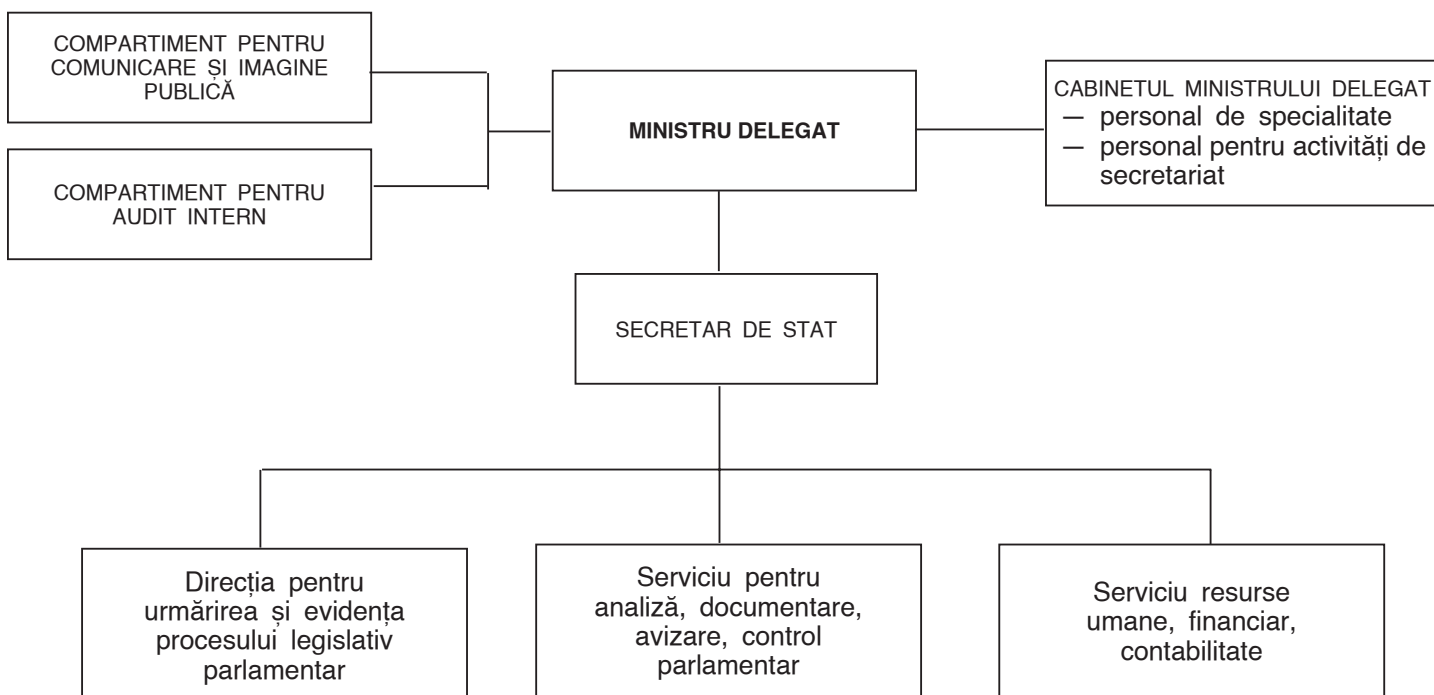 COMPARTIMENT PENTRU
COMUNICARE ȘI IMAGINE
PUBLICĂ
COMPARTIMENT PENTRU
AUDIT INTERN
MINISTRU DELEGAT
CABINETUL MINISTRULUI DELEGAT
— personal de specialitate
— personal pentru activități de
secretariat
SECRETAR DE STAT
Direcția pentru
urmărirea și evidența
procesului legislativ
parlamentar
Serviciu pentru
analiză, documentare,
avizare, control
parlamentar
Serviciu resurse
umane, financiar,
contabilitate